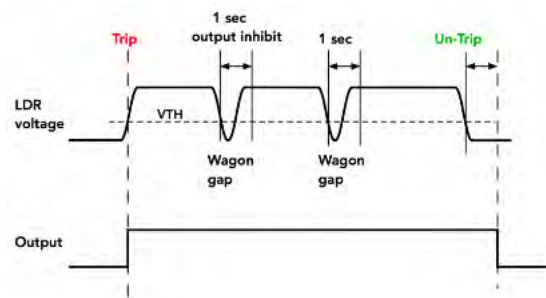 1 sec
output inhibit
Trip
1 sec
Un-Trip
LDR
voltage
VTH
Wagon
gap
Wagon
gap
Output